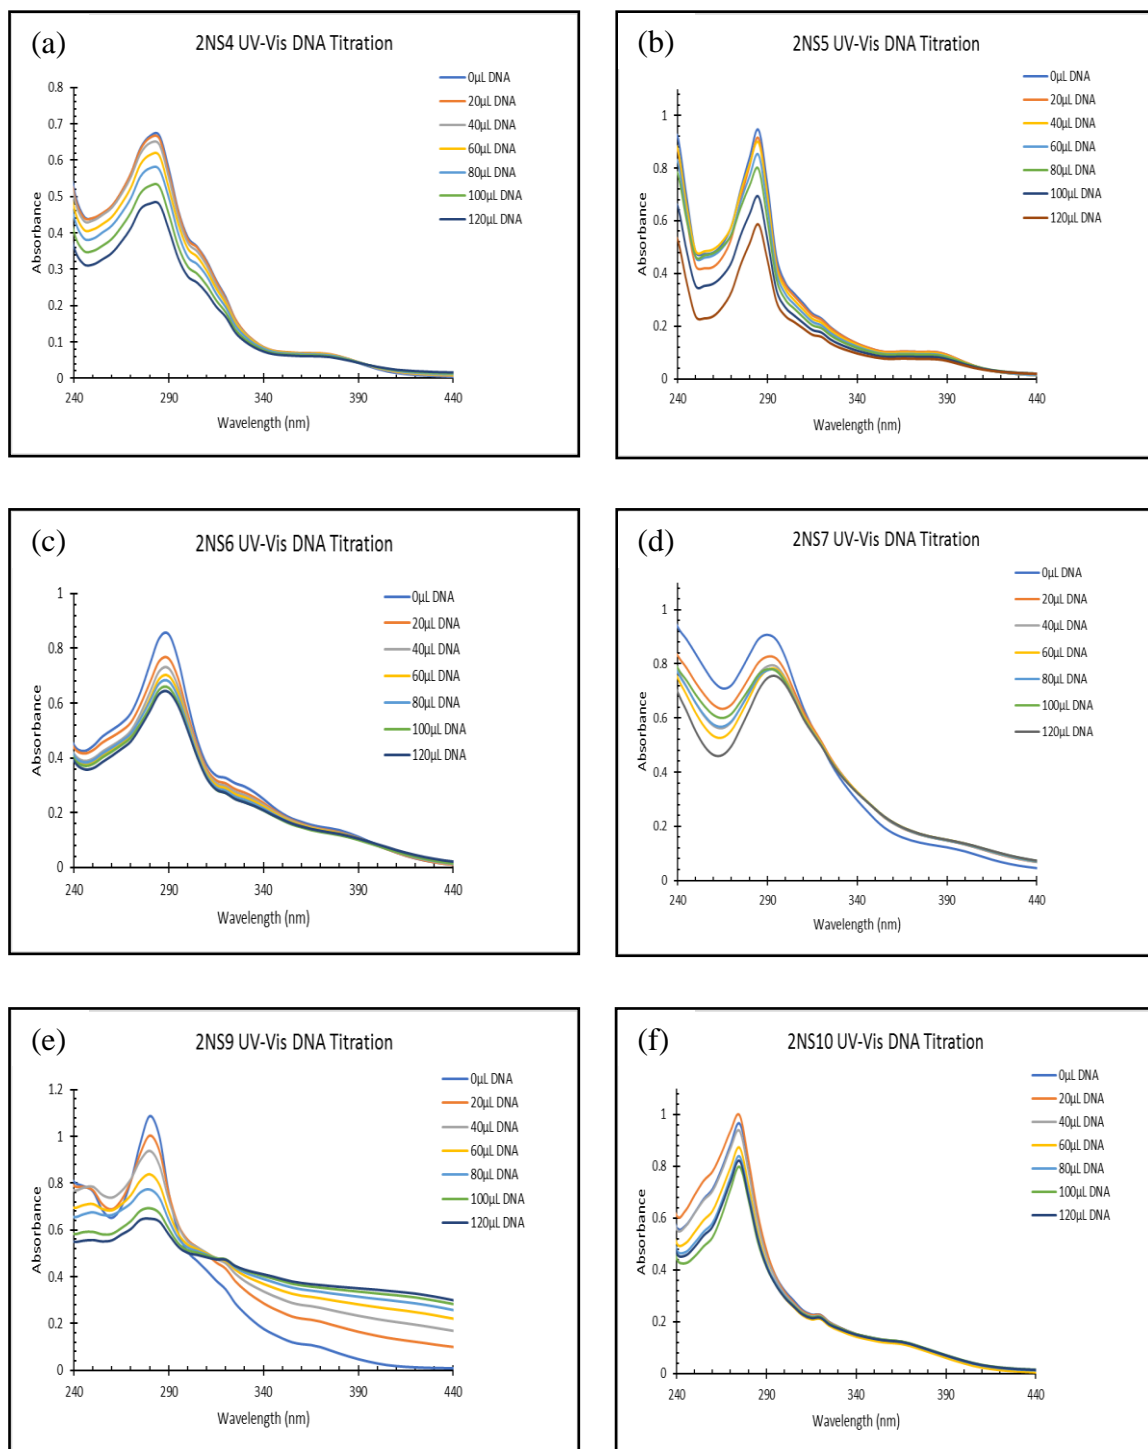 (a)
2NS4 UV-Vis DNA Titration
0µL DNA
20µL DNA
40µL DNA
60µL DNA
80µL DNA
100µL DNA
120µL DNA
Absorbance
0.8
0.7
0.6
0.5
0.4
0.3
0.2
0.1
0
240 290 340 390 440
Wavelength (nm)
(b)
2NS5 UV-Vis DNA Titration
0µL DNA
20µL DNA
40µL DNA
60µL DNA
80µL DNA
100µL DNA
120µL DNA
Absorbance
1
0.8
0.6
0.4
0.2
0
240 290 340 390 440
Wavelength (nm)
(c)
2NS6 UV-Vis DNA Titration
0µL DNA
20µL DNA
40µL DNA
60µL DNA
80µL DNA
100µL DNA
120µL DNA
Absorbance
1
0.8
0.6
0.4
0.2
0
240 290 340 390 440
Wavelength (nm)
(d)
2NS7 UV-Vis DNA Titration
0µL DNA
20µL DNA
40µL DNA
60µL DNA
80µL DNA
100µL DNA
120µL DNA
Absorbance
1
0.8
0.6
0.4
0.2
0
240 290 340 390 440
Wavelength (nm)
(e)
2NS9 UV-Vis DNA Titration
0µL DNA
20µL DNA
40µL DNA
60µL DNA
80µL DNA
100µL DNA
120µL DNA
Absorbance
1.2
1
0.8
0.6
0.4
0.2
0
240 290 340 390 440
Wavelength (nm)
(f)
2NS10 UV-Vis DNA Titration
0µL DNA
20µL DNA
40µL DNA
60µL DNA
80µL DNA
100µL DNA
120µL DNA
Absorbance
1
0.8
0.6
0.4
0.2
0
240 290 340 390 440
Wavelength (nm)